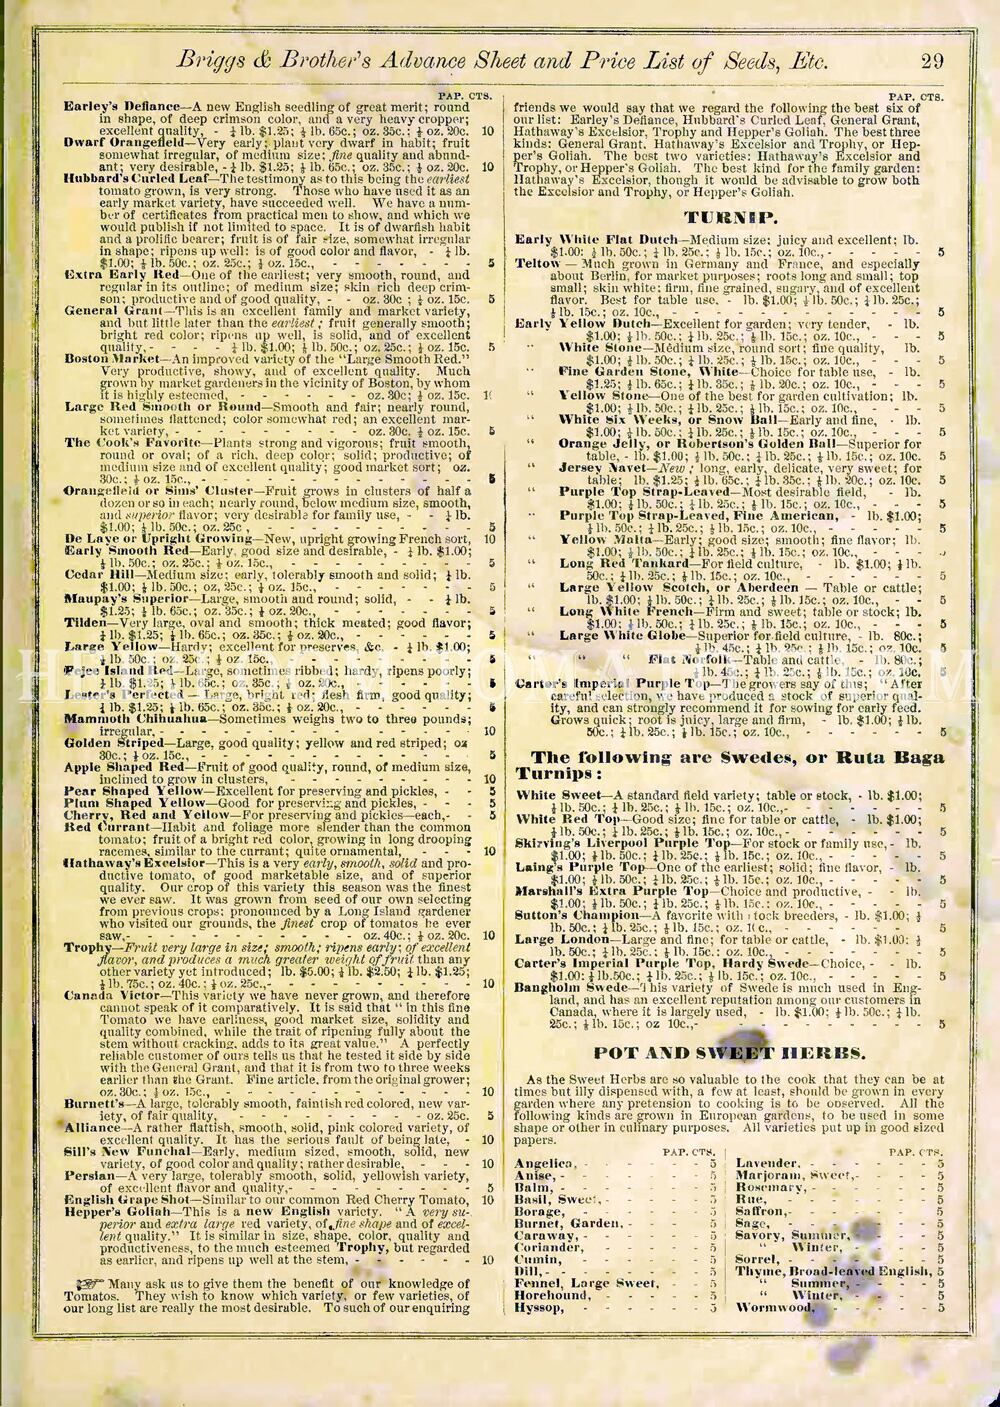 Briggs & Brother's Advance Sheet and Price List of Seeds, Etc. 29
PAP. CTS.
Earley's Defiance—A new English seedling of great merit; round
in shape, of deep crimson color, and a very heavy cropper;
excellent quality, - ¼ lb. $1.25; ⅛ lb. 65c.; oz. 35c.; ½ oz. 20c. 10
Dwarf Orangefield—Very early; plant very dwarf in habit; fruit
somewhat irregular, of medium size; fine quality and abund-
ant; very desirable, - ¼ lb. $1.25; ⅛ lb. 65c.; oz. 35c.; ½ oz. 20c. 10
Hubbard's Curled Leaf—The testimony as to this being the earliest
tomato grown, is very strong. Those who have used it as an
early market variety, have succeeded well. We have a num-
ber of certificates from practical men to show, and which we
would publish if not limited to space. It is of dwarfish habit
and a prolific bearer; fruit is of fair size, somewhat irregular
in shape; ripens up well: is of good color and flavor, - ¼ lb.
$1.00; ⅛ lb. 50c.; oz. 25c.; ½ oz. 15c., - - - - - 5
Extra Early Red—One of the earliest; very smooth, round, and
regular in its outline; of medium size; skin rich deep crim-
son; productive and of good quality, - - oz. 30c ; ½ oz. 15c. 5
General Grant—This is an excellent family and market variety,
and but little later than the earliest; fruit generally smooth;
bright red color; ripens up well, is solid, and of excellent
quality,- - - - ¼ lb. $1.00; ⅛ lb. 50c.; oz. 25c.; ½ oz. 15c. 5
Boston Market—An improved variety of the "Large Smooth Red."
Very productive, showy, and of excellent quality. Much
grown by market gardeners in the vicinity of Boston, by whom
it is highly esteemed, - - - - - - oz. 30c; ½ oz. 15c. 10
Large Red Smooth or Round—Smooth and fair; nearly round,
sometimes flattened; color somewhat red; an excellent mar-
ket variety, - - - - - - - oz. 30c. ½ oz. 15c. 5
The Cook's Favorite—Plants strong and vigorous; fruit smooth,
round or oval; of a rich, deep color; solid; productive; of
medium size and of excellent quality; good market sort; oz.
30c.; ½ oz. 15c., - - - - - - - - 5
Orangefield or Sims' Cluster—Fruit grows in clusters of half a
dozen or so in each; nearly round, below medium size, smooth,
and superior flavor; very desirable for family use, - - ¼ lb.
$1.00; ⅛ lb. 50c.; oz. 25c - - - - - - - 5
De Laye or Upright Growing—New, upright growing French sort, 10
Early Smooth Red—Early, good size and desirable, - ¼ lb. $1.00;
⅛ lb. 50c.; oz. 25c.; ½ oz. 15c., - - - - - - 5
Cedar Hill—Medium size; early, tolerably smooth and solid; ¼ lb.
$1.00; ⅛ lb. 50c.; oz, 25c.; ½ oz. 15c., - - - - - 5
Maupay's Superior—Large, smooth and round; solid, - - ¼ lb.
$1.25; ⅛ lb. 65c.; oz. 35c.; ½ oz. 20c., - - - - - 5
Tilden—Very large, oval and smooth; thick meated; good flavor;
¼ lb. $1.25; ⅛ lb. 65c.; oz. 35c.; ½ oz. 20c., - - - - 5
Large Yellow—Hardy; excellent for preserves, &c. - ¼ lb. $1.00;
⅛ lb. 50c.; oz. 25c.; ½ oz. 15c. - - - - - - 5
Fejee Island Red—Large, sometimes ribbed; hardy, ripens poorly;
¼ lb. $1.25; ⅛ lb. 65c.; oz. 35c.; ½ oz. 20c., - - - - 5
Lester's Perfected — Large, bright red; flesh firm, good quality;
¼ lb. $1.25; ⅛ lb. 65c.; oz. 35c.; ½ oz. 20c., - - - - 5
Mammoth Chihuahua—Sometimes weighs two to three pounds;
irregular, - - - - - - - - - - 10
Golden Striped—Large, good quality; yellow and red striped; oz
30c.; ½ oz. 15c., - - - - - - - - - 5
Apple Shaped Red—Fruit of good quality, round, of medium size,
inclined to grow in clusters, - - - - - - - 10
Pear Shaped Yellow—Excellent for preserving and pickles, - - 5
Plum Shaped Yellow—Good for preserving and pickles, - - - 5
Cherry, Red and Yellow—For preserving and pickles—each,- - 5
Red Currant—Habit and foliage more slender than the common
tomato; fruit of a bright red color, growing in long drooping
racemes, similar to the currant; quite ornamental, - - - 10
Hathaway's Excelsior—This is a very early, smooth, solid and pro-
ductive tomato, of good marketable size, and of superior
quality. Our crop of this variety this season was the finest
we ever saw. It was grown from seed of our own selecting
from previous crops; pronounced by a Long Island gardener
who visited our grounds, the finest crop of tomatoes he ever
saw,- - - - - - - - oz. 40c.; ½ oz. 20c. 10
Trophy—Fruit very large in size; smooth; ripens early; of excellent
flavor, and produces a much greater weight of fruit than any
other variety yet introduced; lb. $5.00; ½ lb. $2.50; ¼ lb. $1.25;
⅛ lb. 75c.; oz. 40c.; ½ oz. 25c.,- - - - - - - 10
Canada Victor—This variety we have never grown, and therefore
cannot speak of it comparatively. It is said that "in this fine
Tomato we have earliness, good market size, solidity and
quality combined, while the trait of ripening fully about the
stem without cracking, adds to its great value." A perfectly
reliable customer of ours tells us that he tested it side by side
with the General Grant, and that it is from two to three weeks
earlier than the Grant. Fine article, from the original grower;
oz. 30c.; ½ oz. 15c., - - - - - - - - 10
Burnett's—A large, tolerably smooth, faintish red colored, new var-
iety, of fair quality, - - - - - - - oz. 25c. 5
Alliance—A rather flattish, smooth, solid, pink colored variety, of
excellent quality. It has the serious fault of being late, - 10
Sill's New Funchal—Early, medium sized, smooth, solid, new
variety, of good color and quality; rather desirable, - - - 10
Persian—A very large, tolerably smooth, solid, yellowish variety,
of excellent flavor and quality,- - - - - - - 5
English Grape Shot—Similar to our common Red Cherry Tomato, 10
Hepper's Goliah—This is a new English variety. "A very su-
perior and extra large red variety, of fine shape and of excel-
lent quality." It is similar in size, shape, color, quality and
productiveness, to the much esteemed Trophy, but regarded
as earlier, and ripens up well at the stem, - - - - - 10
☞ Many ask us to give them the benefit of our knowledge of
Tomatos. They wish to know which variety, or few varieties, of
our long list are really the most desirable. To such of our enquiring
PAP. CTS.
friends we would say that we regard the following the best six of
our list: Earley's Defiance, Hubbard's Curled Leaf, General Grant,
Hathaway's Excelsior, Trophy and Hepper's Goliah. The best three
kinds: General Grant, Hathaway's Excelsior and Trophy, or Hep-
per's Goliah. The best two varieties: Hathaway's Excelsior and
Trophy, or Hepper's Goliah. The best kind for the family garden:
Hathaway's Excelsior, though it would be advisable to grow both
the Excelsior and Trophy, or Hepper's Goliah.
TURNIP.
Early White Flat Dutch—Medium size; juicy and excellent; lb.
$1.00: ½ lb. 50c.; ¼ lb. 25c.; ⅛ lb. 15c.; oz. 10c., - - - - 5
Teltow — Much grown in Germany and France, and especially
about Berlin, for market purposes; roots long and small; top
small; skin white; firm, fine grained, sugary, and of excellent
flavor. Best for table use, - lb. $1.00; ½ lb. 50c.; ¼ lb. 25c.;
⅛ lb. 15c.; oz. 10c., - - - - - - - - 5
Early Yellow Dutch—Excellent for garden; very tender, - lb.
$1.00; ½ lb. 50c.; ¼ lb. 25c.; ⅛ lb. 15c.; oz. 10c., - - - 5
" White Stone—Medium size, round sort; fine quality, lb.
$1.00; ½ lb. 50c.; ¼ lb. 25c.; ⅛ lb. 15c.; oz. 10c., - - - 5
" Fine Garden Stone, White—Choice for table use, - lb.
$1.25; ½ lb. 65c.; ¼ lb. 35c.; ⅛ lb. 20c.; oz. 10c., - - - 5
" Yellow Stone—One of the best for garden cultivation; lb.
$1.00; ½ lb. 50c.; ¼ lb. 25c.; ⅛ lb. 15c.; oz. 10c., - - - 5
" White Six Weeks, or Snow Ball—Early and fine, - lb.
$1.00; ½ lb. 50c.; ¼ lb. 25c.; ⅛ lb. 15c.; oz. 10c., - - - 5
" Orange Jelly, or Robertson's Golden Ball—Superior for
table, - lb. $1.00; ½ lb. 50c.; ¼ lb. 25c.; ⅛ lb. 15c.; oz. 10c. 5
" Jersey Navet—New; long, early, delicate, very sweet; for
table; lb. $1.25; ½ lb. 65c.; ¼ lb. 35c.; ⅛ lb. 20c.; oz. 10c. 5
" Purple Top Strap-Leaved—Most desirable field, - lb.
$1.00; ½ lb. 50c.; ¼ lb. 25c.; ⅛ lb. 15c.; oz. 10c., - - - 5
" Purple Top Strap-Leaved, Fine American, - lb. $1.00;
½ lb. 50c.; ¼ lb. 25c.; ⅛ lb. 15c.; oz. 10c., - - - - 5
" Yellow Malta—Early; good size; smooth; fine flavor; lb.
$1.00; ½ lb. 50c.; ¼ lb. 25c.; ⅛ lb. 15c.; oz. 10c., - - -
" Long Red Tankard—For field culture, - lb. $1.00; ½ lb.
50c.; ¼ lb. 25c.; ⅛ lb. 15c.; oz. 10c., - - - - - 5
" Large Yellow Scotch, or Aberdeen — Table or cattle;
lb. $1.00; ½ lb. 50c.; ¼ lb. 25c.; ⅛ lb. 15c.; oz. 10c., - - 5
" Long White French—Firm and sweet; table or stock; lb.
$1.00; ½ lb. 50c.; ¼ lb. 25c.; ⅛ lb. 15c.; oz. 10c., - - - 5
" Large White Globe—Superior for field culture, - lb. 80c.;
½ lb. 45c.; ¼ lb. 25c.; ⅛ lb. 15c.; oz. 10c. 5
" " Flat Norfolk—Table and cattle, - lb. 80c.;
½ lb. 45c.; ¼ lb. 25c.; ⅛ lb. 15c.; oz. 10c. 5
HEIRLOOM
Carter's Imperial Purple Top—The growers say of this; "After
careful selection, we have produced a stock of superior qual-
ity, and can strongly recommend it for sowing for early feed.
Grows quick; root is juicy, large and firm, - lb. $1.00; ½ lb.
50c.; ¼ lb. 25c.; ⅛ lb. 15c.; oz. 10c., - - - - - 5
The following are Swedes, or Ruta Baga
Turnips:
White Sweet—A standard field variety; table or stock, - lb. $1.00;
½ lb. 50c.; ¼ lb. 25c.; ⅛ lb. 15c.; oz. 10c.,- - - - - 5
White Red Top—Good size; fine for table or cattle, - lb. $1.00;
½ lb. 50c.; ¼ lb. 25c.; ⅛ lb. 15c.; oz. 10c.,- - - - - 5
Skirving's Liverpool Purple Top—For stock or family use,- lb.
$1.00; ½ lb. 50c.; ¼ lb. 25c.; ⅛ lb. 15c.; oz. 10c., - - - 5
Laing's Purple Top—One of the earliest; solid; fine flavor, - lb.
$1.00; ½ lb. 50c.; ¼ lb. 25c.; ⅛ lb. 15c.; oz. 10c., - - - 5
Marshall's Extra Purple Top—Choice and productive, - - lb.
$1.00; ½ lb. 50c.; ¼ lb. 25c.; ⅛ lb. 15c.; oz. 10c., - - - 5
Sutton's Champion—A favorite with stock breeders, - lb. $1.00; ½
lb. 50c.; ¼ lb. 25c.; ⅛ lb. 15c.; oz. 10c., - - - - - 5
Large London—Large and fine; for table or cattle, - lb. $1.00; ½
lb. 50c.; ¼ lb. 25c.; ⅛ lb. 15c.; oz. 10c., - - - - - 5
Carter's Imperial Purple Top, Hardy Swede—Choice, - - lb.
$1.00; ½ lb. 50c.; ¼ lb. 25c.; ⅛ lb. 15c.; oz. 10c., - - - 5
Bangholm Swede—This variety of Swede is much used in Eng-
land, and has an excellent reputation among our customers in
Canada, where it is largely used, - lb. $1.00; ½ lb. 50c.; ¼ lb.
25c.; ⅛ lb. 15c.; oz 10c.,- - - - - - - - 5
POT AND SWEET HERBS.
As the Sweet Herbs are so valuable to the cook that they can be at
times but illy dispensed with, a few at least, should be grown in every
garden where any pretension to cooking is to be observed. All the
following kinds are grown in European gardens, to be used in some
shape or other in culinary purposes. All varieties put up in good sized
papers.
PAP. CTS.
Angelica, - - - - - - 5
Anise, - - - - - - - 5
Balm, - - - - - - - 5
Basil, Sweet, - - - - - 5
Borage, - - - - - - 5
Burnet, Garden, - - - - - 5
Caraway, - - - - - - 5
Coriander, - - - - - - 5
Cumin, - - - - - - 5
Dill, - - - - - - - 5
Fennel, Large Sweet, - - - 5
Horehound, - - - - - - 5
Hyssop, - - - - - - 5
PAP. CTS.
Lavender, - - - - - - 5
Marjoram, Sweet,- - - - - 5
Rosemary, - - - - - - 5
Rue, - - - - - - - 5
Saffron,- - - - - - - 5
Sage, - - - - - - - 5
Savory, Summer, - - - - 5
" Winter, - - - - - 5
Sorrel, - - - - - - 5
Thyme, Broad-leaved English, 5
" Summer, - - - - 5
" Winter, - - - - - 5
Wormwood, - - - - - 5